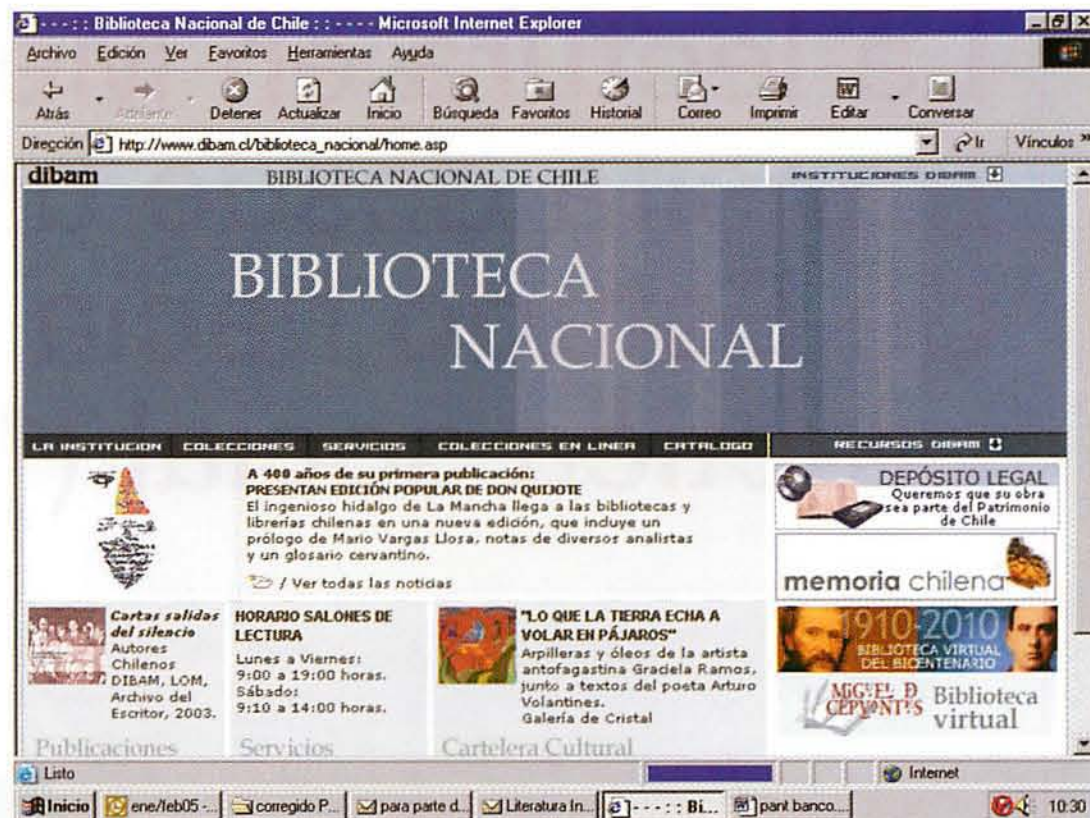 - - - : : Biblioteca Nacional de Chile : : - - - - Microsoft Internet Explorer
Archivo Edición Ver Favoritos Herramientas Ayuda
Atrás Adelante Detener Actualizar Inicio Búsqueda Favoritos Historial Correo Imprimir Editar Conversar
Dirección http://www.dibam.cl/biblioteca_nacional/home.asp Ir Vínculos »
dibam BIBLIOTECA NACIONAL DE CHILE INSTITUCIONES DIBAM
BIBLIOTECA
NACIONAL
LA INSTITUCION COLECCIONES SERVICIOS COLECCIONES EN LINEA CATALOGO RECURSOS DIBAM
A 400 años de su primera publicación:
PRESENTAN EDICIÓN POPULAR DE DON QUIJOTE
El ingenioso hidalgo de La Mancha llega a las bibliotecas y
librerías chilenas en una nueva edición, que incluye un
prólogo de Mario Vargas Llosa, notas de diversos analistas
y un glosario cervantino.
/ Ver todas las noticias
DEPÓSITO LEGAL
Queremos que su obra
sea parte del Patrimonio
de Chile
memoria chilena
Cartas salidas
del silencio
Autores
Chilenos
DIBAM, LOM,
Archivo del
Escritor, 2003.
Publicaciones
HORARIO SALONES DE
LECTURA
Lunes a Viernes:
9:00 a 19:00 horas.
Sábado:
9:10 a 14:00 horas.
Servicios
"LO QUE LA TIERRA ECHA A
VOLAR EN PÁJAROS"
Arpilleras y óleos de la artista
antofagastina Graciela Ramos,
junto a textos del poeta Arturo
Volantines.
Galería de Cristal
Cartelera Cultural
1910-2010
BIBLIOTECA VIRTUAL
DEL BICENTENARIO
MIGUEL D
CERVANTES Biblioteca
virtual
Listo Internet
Inicio ene/feb05 -... corregido P... para parte d... Literatura In... - - - : : Bi... pant banco.... 10:30